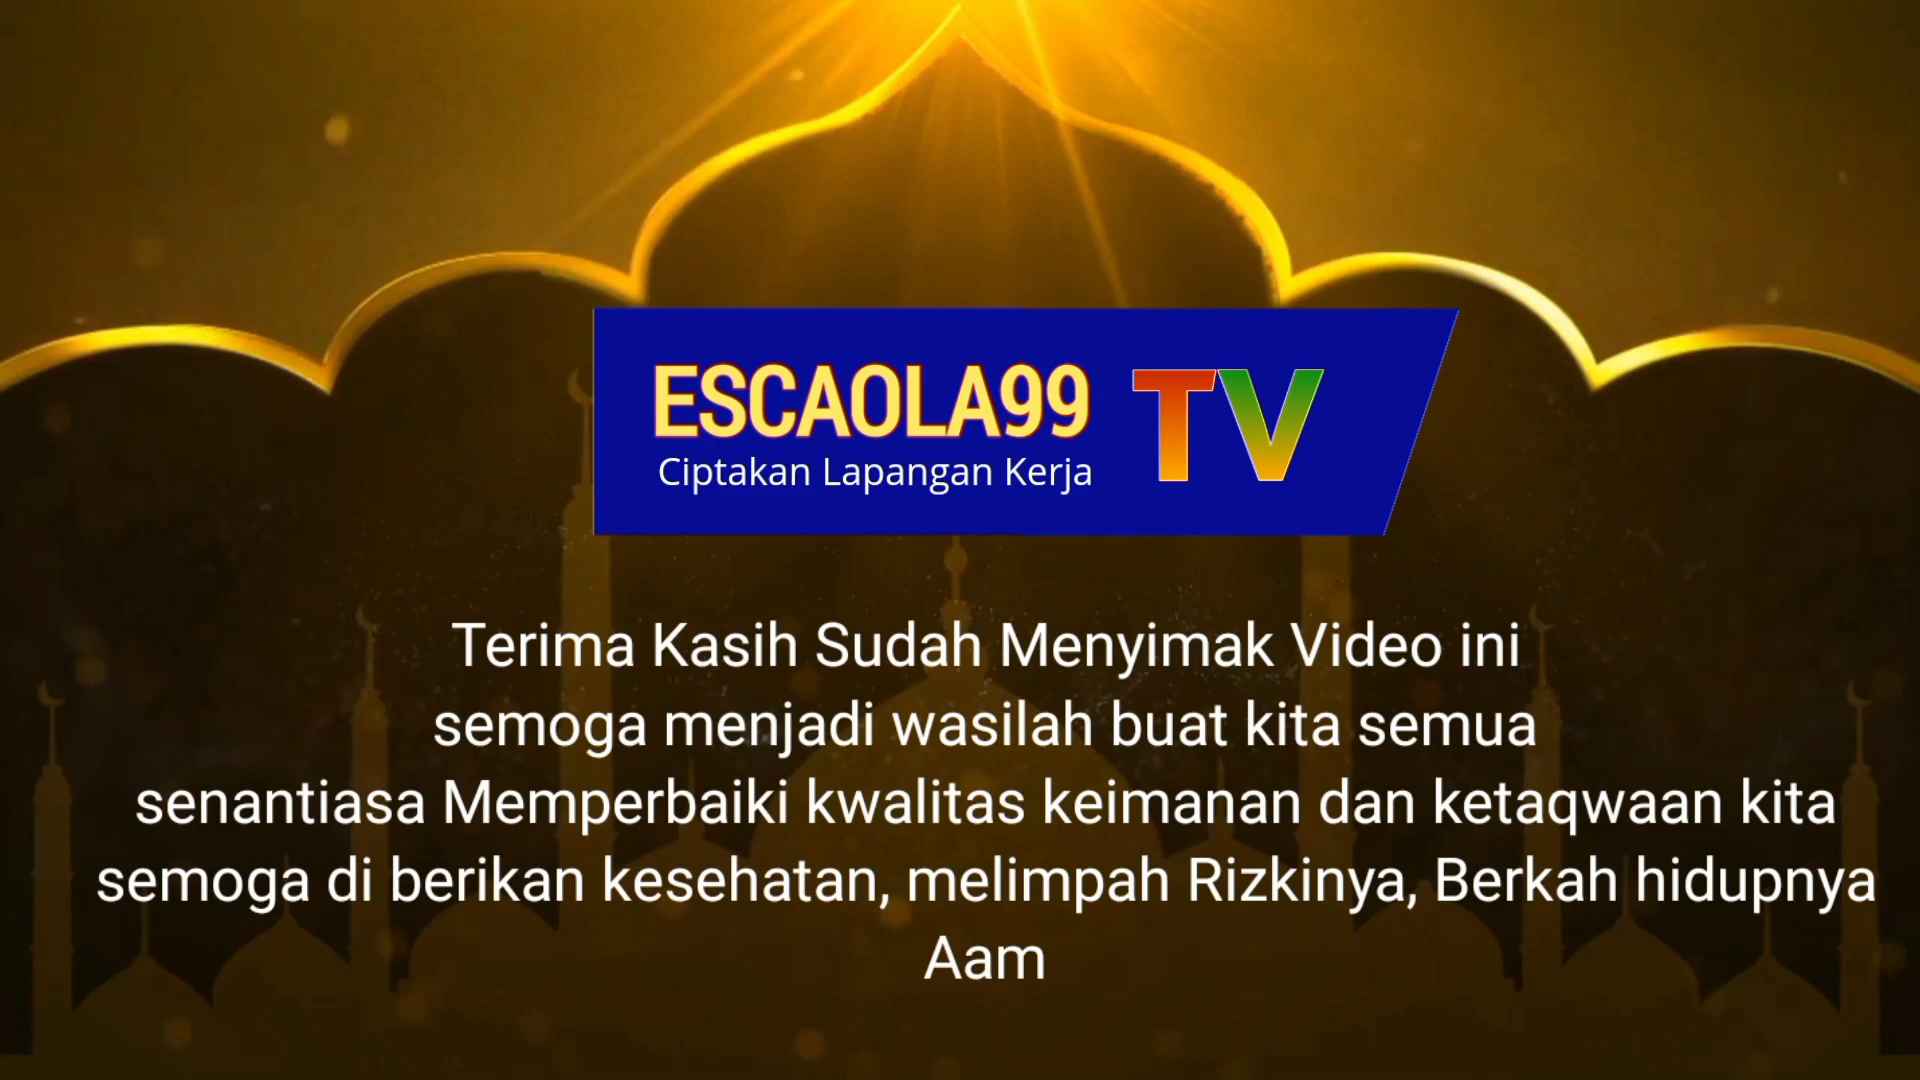 ESCAOLA99 TV
Ciptakan Lapangan Kerja
Terima Kasih Sudah Menyimak Video ini
semoga menjadi wasilah buat kita semua
senantiasa Memperbaiki kwalitas keimanan dan ketaqwaan kita
semoga di berikan kesehatan, melimpah Rizkinya, Berkah hidupnya
Aam